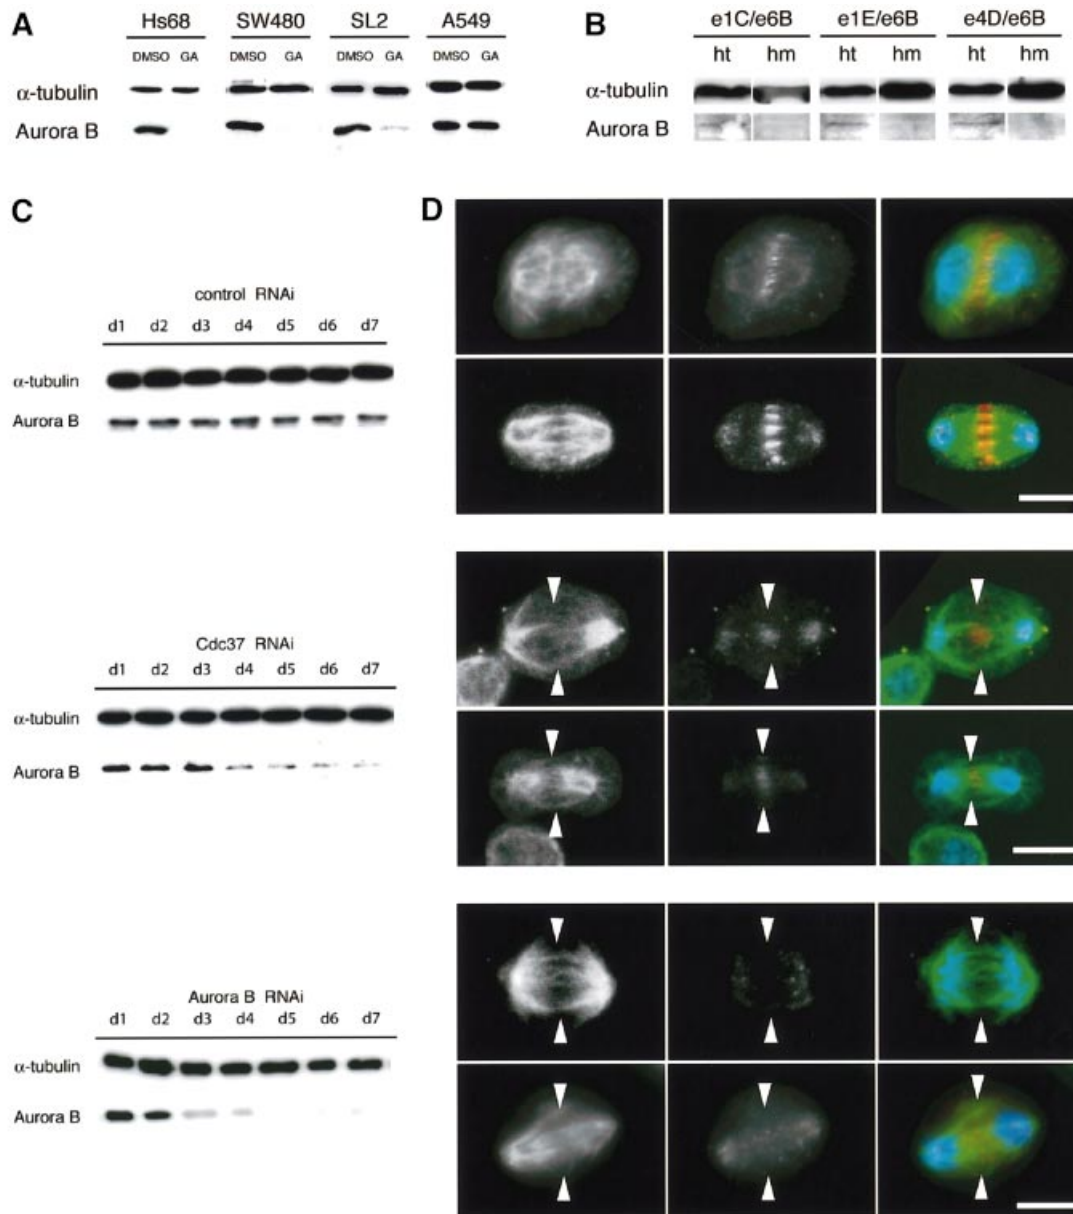 A
Hs68 SW480 SL2 A549
DMSO GA DMSO GA DMSO GA DMSO GA
α-tubulin
Aurora B
B
e1C/e6B e1E/e6B e4D/e6B
ht hm ht hm ht hm
α-tubulin
Aurora B
C
control RNAi
d1 d2 d3 d4 d5 d6 d7
α-tubulin
Aurora B
Cdc37 RNAi
d1 d2 d3 d4 d5 d6 d7
α-tubulin
Aurora B
Aurora B RNAi
d1 d2 d3 d4 d5 d6 d7
α-tubulin
Aurora B
D